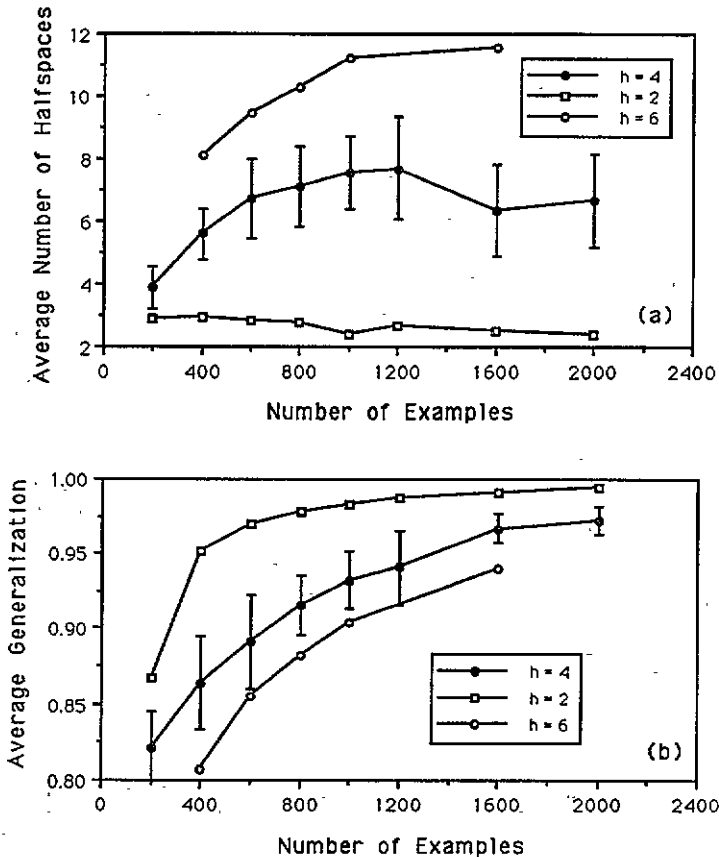 12
10
8
6
4
2
Average Number of Halfspaces
h = 4
h = 2
h = 6
(a)
0 400 800 1200 1600 2000 2400
Number of Examples
1.00
0.95
0.90
0.85
0.80
Average Generalization
h = 4
h = 2
h = 6
(b)
0 400 800 1200 1600 2000 2400
Number of Examples